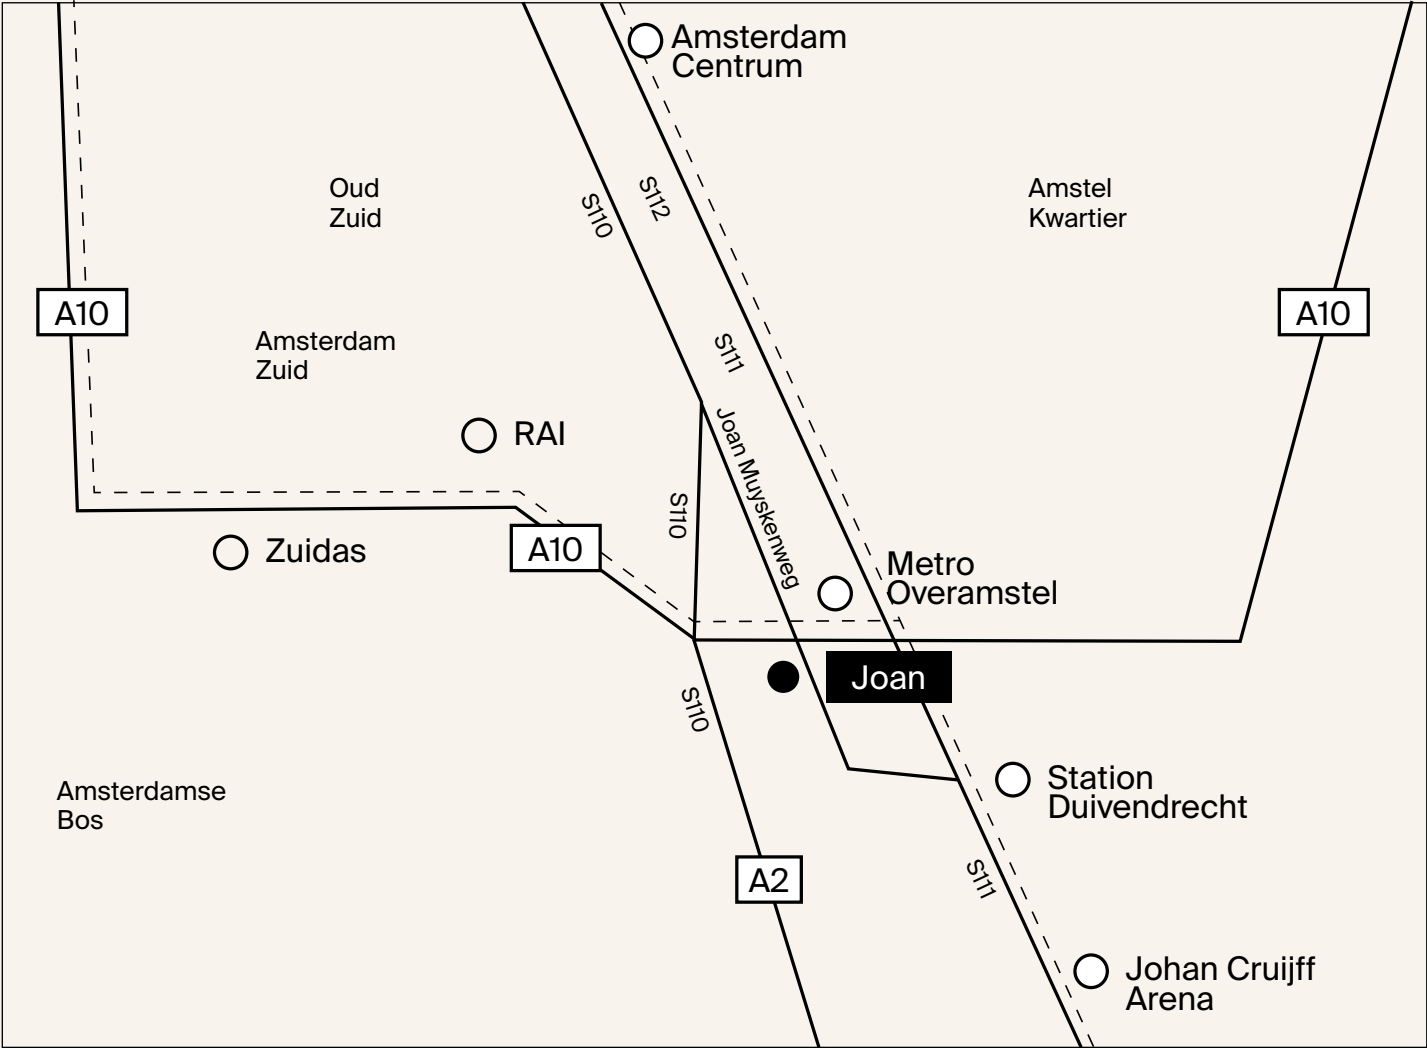 Amsterdam
Centrum
Oud
Zuid
S110
S112
Amstel
Kwartier
A10
A10
Amsterdam
Zuid
S111
RAI
Joan Muyskenweg
S110
Zuidas
A10
Metro
Overamstel
Joan
S110
Station
Duivendrecht
Amsterdamse
Bos
A2
S111
Johan Cruijff
Arena